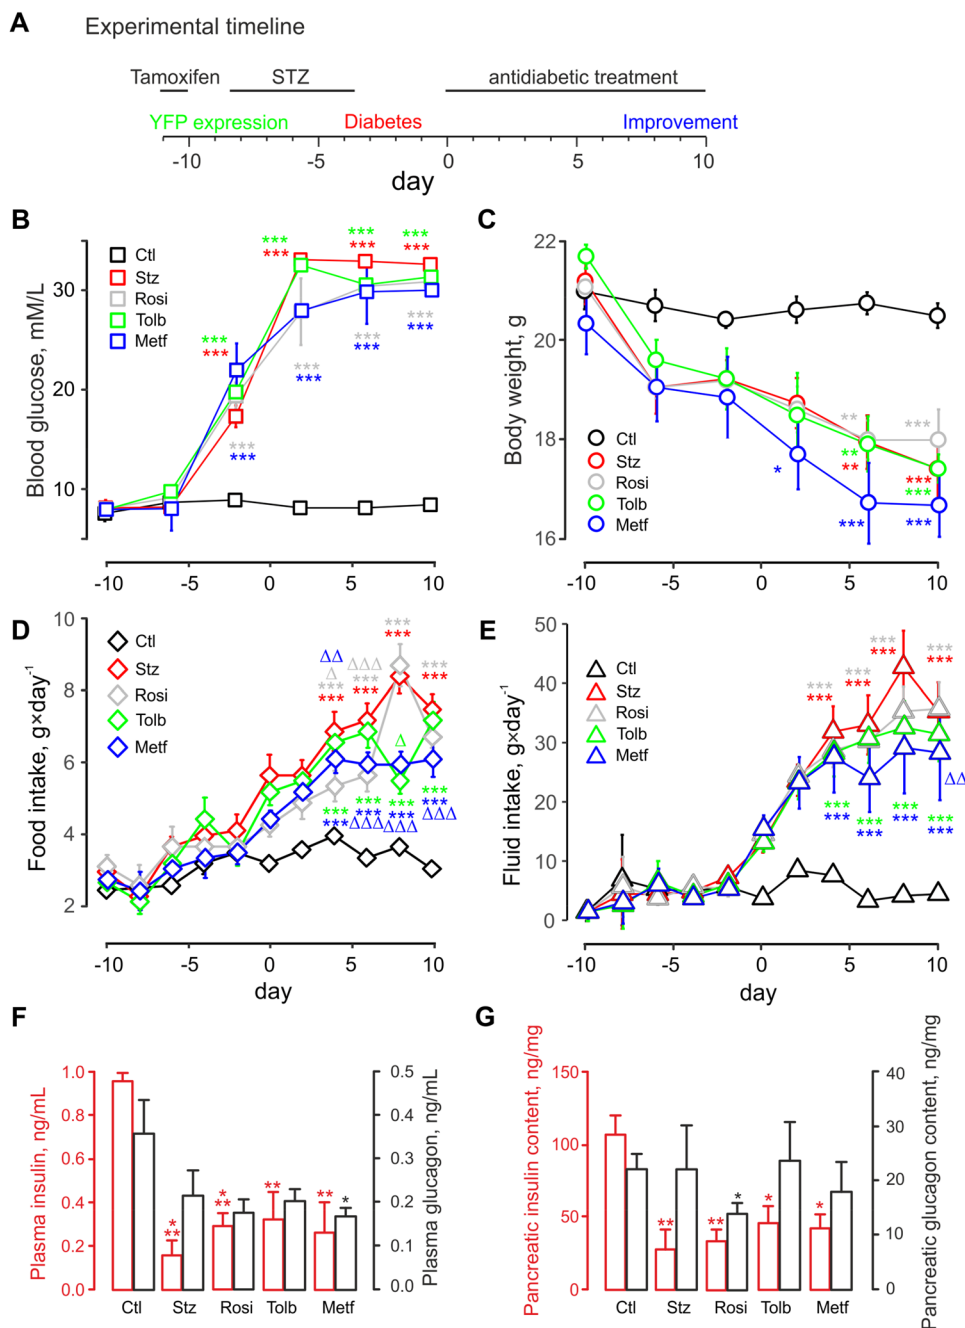 A Experimental timeline
Tamoxifen STZ antidiabetic treatment
YFP expression Diabetes Improvement
-10 -5 0 5 10
day
B
Blood glucose, mM/L
30
20
10
Ctl
Stz
Rosi
Tolb
Metf
*** *** ***
*** *** ***
***
***
***
***
***
***
***
***
***
***
-10 -5 0 5 10
C
Body weight, g
22
20
18
16
Ctl
Stz
Rosi
Tolb
Metf
** ***
**
** ***
***
*
*** ***
-10 -5 0 5 10
D
Food intake, g×day-1
10
8
6
4
2
Ctl
Stz
Rosi
Tolb
Metf
***
***
ΔΔ ΔΔΔ
Δ *** ***
*** *** ***
***
Δ
*** *** *** ***
*** *** *** ***
ΔΔΔ ΔΔΔ ΔΔΔ
-10 -5 0 5 10
day
E
Fluid intake, g×day-1
50
40
30
20
10
0
Ctl
Stz
Rosi
Tolb
Metf
*** *** *** ***
*** *** *** ***
ΔΔ
*** *** *** ***
*** *** *** ***
-10 -5 0 5 10
day
F
Plasma insulin, ng/mL
1.0
0.8
0.6
0.4
0.2
0.0
*
**
*
**
** ** *
0.5
0.4
0.3
0.2
0.1
0.0
Plasma glucagon, ng/mL
Ctl Stz Rosi Tolb Metf
G
Pancreatic insulin content, ng/mg
150
100
50
0
** ** * * *
40
30
20
10
0
Pancreatic glucagon content, ng/mg
Ctl Stz Rosi Tolb Metf